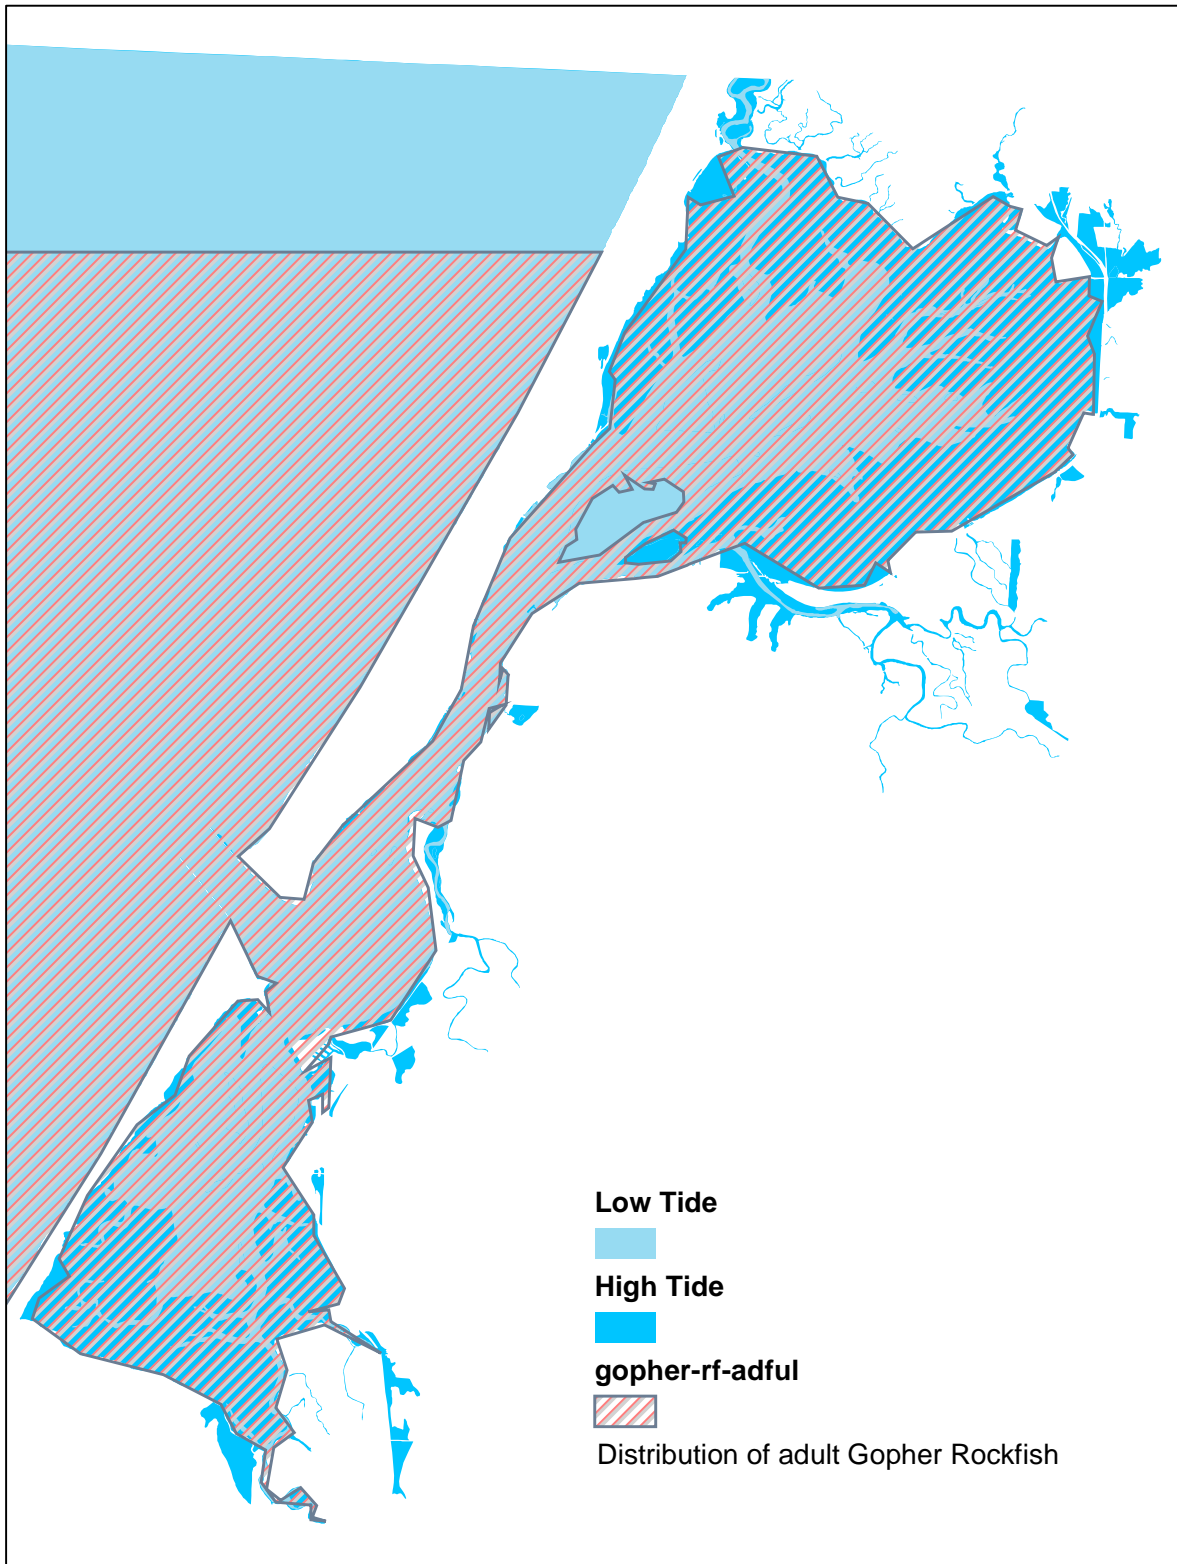 Low Tide
High Tide
gopher-rf-adful
Distribution of adult Gopher Rockfish